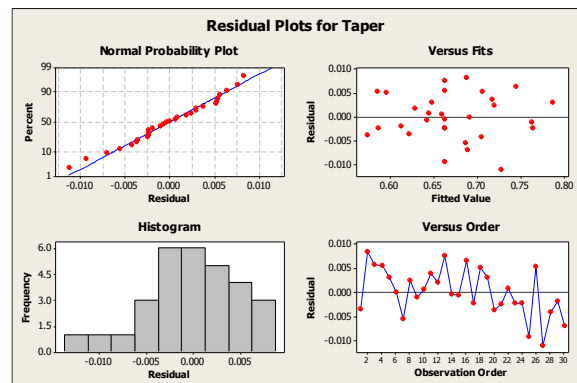 Residual Plots for Taper
Normal Probability Plot
99
90
50
10
1
Percent
-0.010 -0.005 0.000 0.005 0.010
Residual
Versus Fits
0.010
0.005
0.000
-0.005
-0.010
Residual
0.60 0.65 0.70 0.75 0.80
Fitted Value
Histogram
6.0
4.5
3.0
1.5
0.0
Frequency
-0.010 -0.005 0.000 0.005
Residual
Versus Order
0.010
0.005
0.000
-0.005
-0.010
Residual
2 4 6 8 10 12 14 16 18 20 22 24 26 28 30
Observation Order